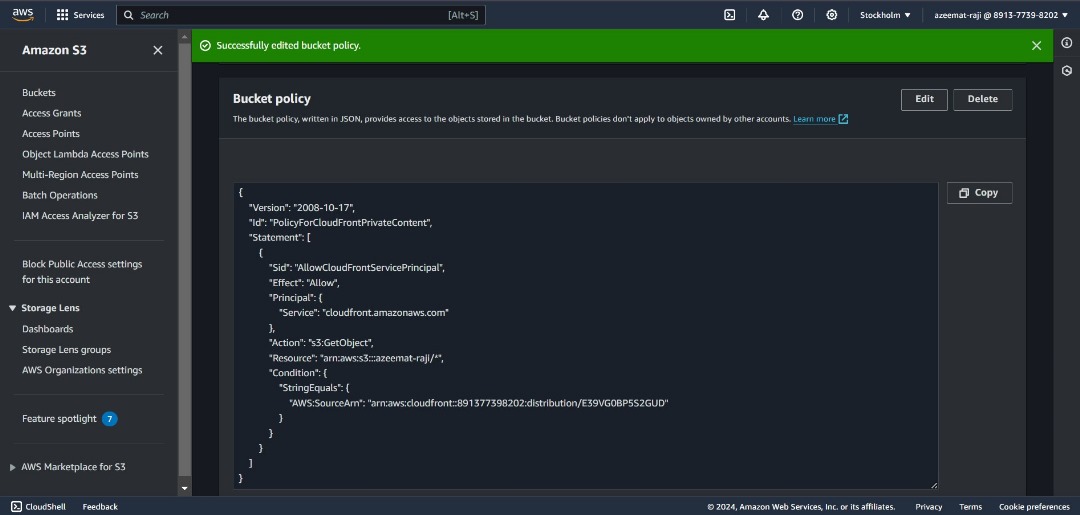 aws
Services
Search
[Alt+S]
Stockholm
azeemat-raji @ 8913-7739-8202
Amazon S3
Buckets
Access Grants
Access Points
Object Lambda Access Points
Multi-Region Access Points
Batch Operations
IAM Access Analyzer for S3
Block Public Access settings
for this account
Storage Lens
Dashboards
Storage Lens groups
AWS Organizations settings
Feature spotlight 7
AWS Marketplace for S3
Successfully edited bucket policy.
Bucket policy
Edit
Delete
The bucket policy, written in JSON, provides access to the objects stored in the bucket. Bucket policies don't apply to objects owned by other accounts. Learn more
Copy
{
"Version": "2008-10-17",
"Id": "PolicyForCloudFrontPrivateContent",
"Statement": [
{
"Sid": "AllowCloudFrontServicePrincipal",
"Effect": "Allow",
"Principal": {
"Service": "cloudfront.amazonaws.com"
},
"Action": "s3:GetObject",
"Resource": "arn:aws:s3:::azeemat-raji/*",
"Condition": {
"StringEquals": {
"AWS:SourceArn": "arn:aws:cloudfront::891377398202:distribution/E39VG0BP5S2GUD"
}
}
}
]
}
CloudShell
Feedback
© 2024, Amazon Web Services, Inc. or its affiliates.
Privacy
Terms
Cookie preferences